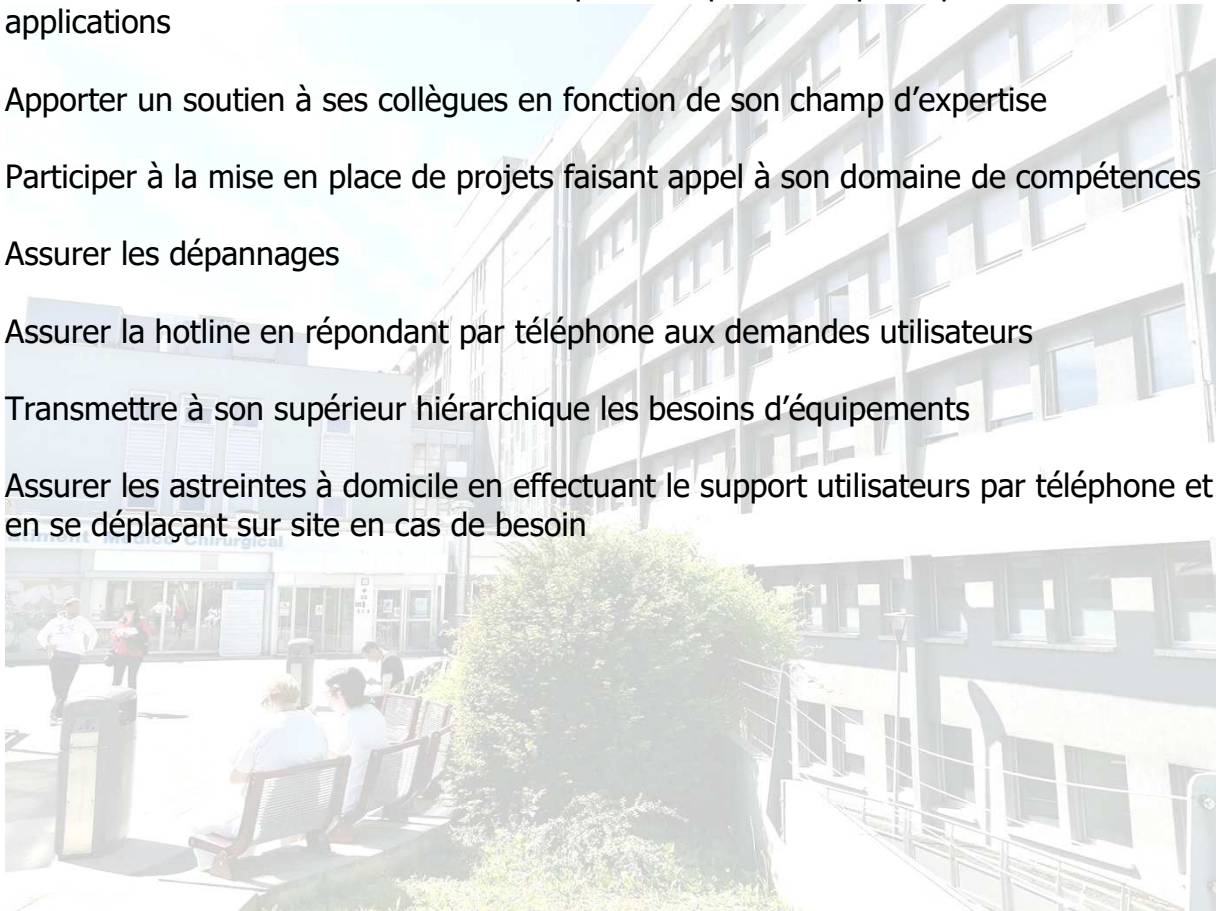 applications
Apporter un soutien à ses collègues en fonction de son champ d’expertise
Participer à la mise en place de projets faisant appel à son domaine de compétences
Assurer les dépannages
Assurer la hotline en répondant par téléphone aux demandes utilisateurs
Transmettre à son supérieur hiérarchique les besoins d’équipements
Assurer les astreintes à domicile en effectuant le support utilisateurs par téléphone et
en se déplaçant sur site en cas de besoin
Chirurgical